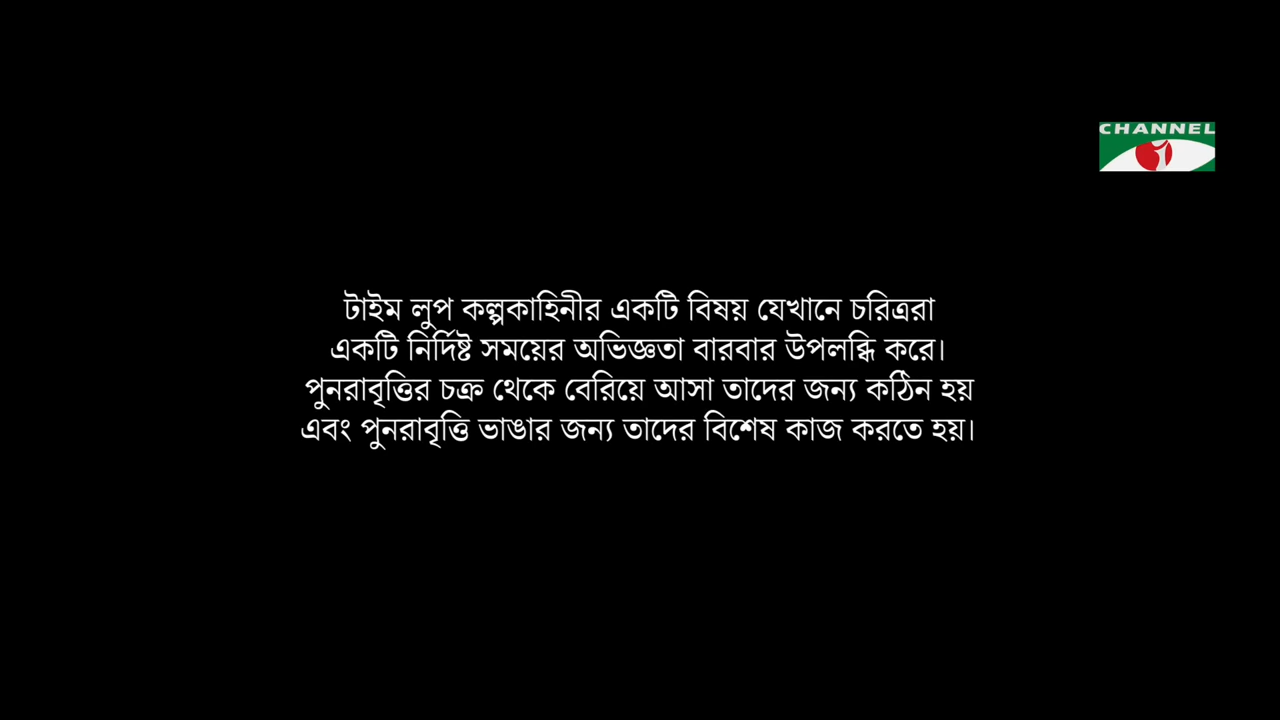 CHANNEL
টাইম লুপ কল্পকাহিনীর একটি বিষয় যেখানে চরিত্ররা
একটি নির্দিষ্ট সময়ের অভিজ্ঞতা বারবার উপলব্ধি করে।
পুনরাবৃত্তির চক্র থেকে বেরিয়ে আসা তাদের জন্য কঠিন হয়
এবং পুনরাবৃত্তি ভাঙার জন্য তাদের বিশেষ কাজ করতে হয়।